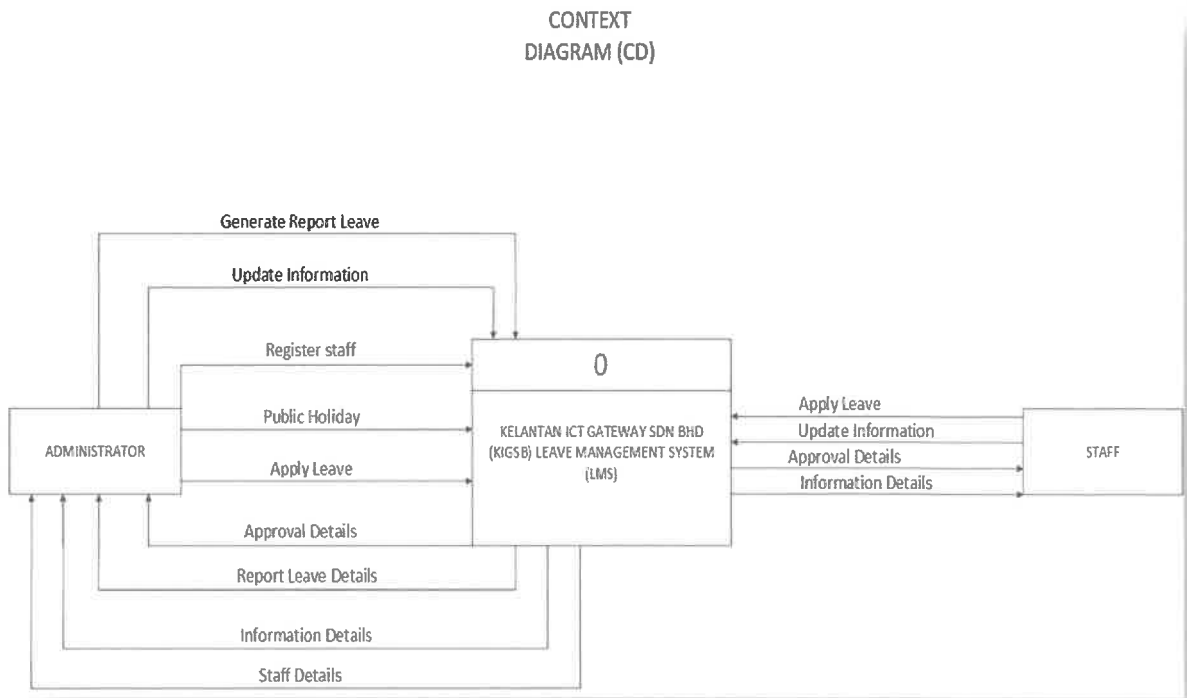 CONTEXT
DIAGRAM (CD)
Generate Report Leave
Update Information
Register staff
0
Public Holiday
Apply Leave
ADMINISTRATOR
KELANTAN ICT GATEWAY SDN BHD
(KIGSB) LEAVE MANAGEMENT SYSTEM
(LMS)
Apply Leave
Update Information
Approval Details
Information Details
STAFF
Approval Details
Report Leave Details
Information Details
Staff Details